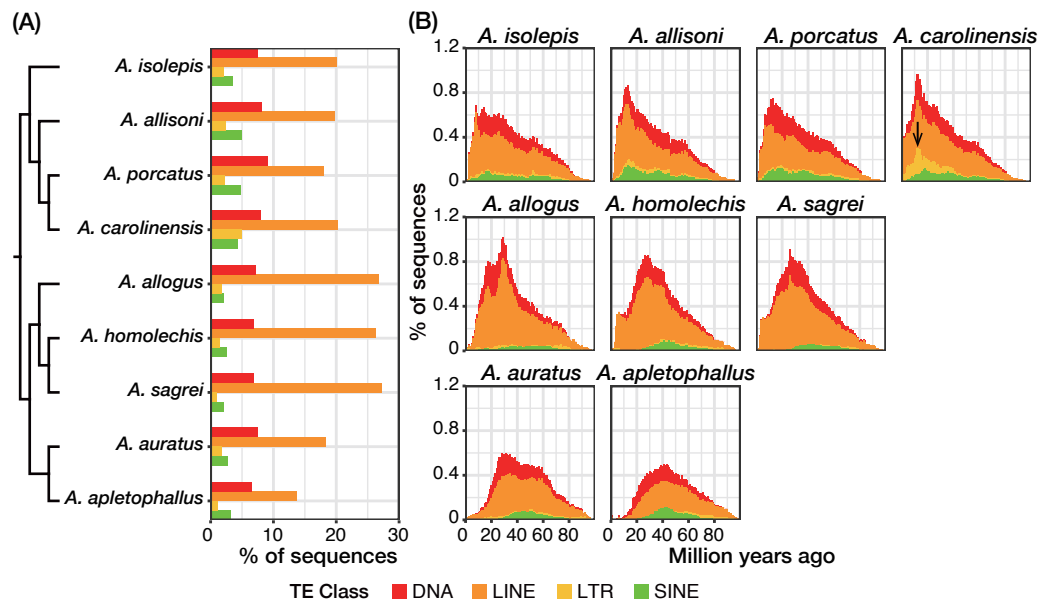 (A)
A. isolepis
A. allisoni
A. porcatus
A. carolinensis
A. allogus
A. homolechis
A. sagrei
A. auratus
A. apletophallus
0 10 20 30
% of sequences
(B)
A. isolepis A. allisoni A. porcatus A. carolinensis
1.2
0.8
0.4
0
A. allogus A. homolechis A. sagrei
1.2
0.8
0.4
0
% of sequences
A. auratus A. apletophallus
1.2
0.8
0.4
0
0 20 40 60 80 0 20 40 60 80
Million years ago
TE Class DNA LINE LTR SINE